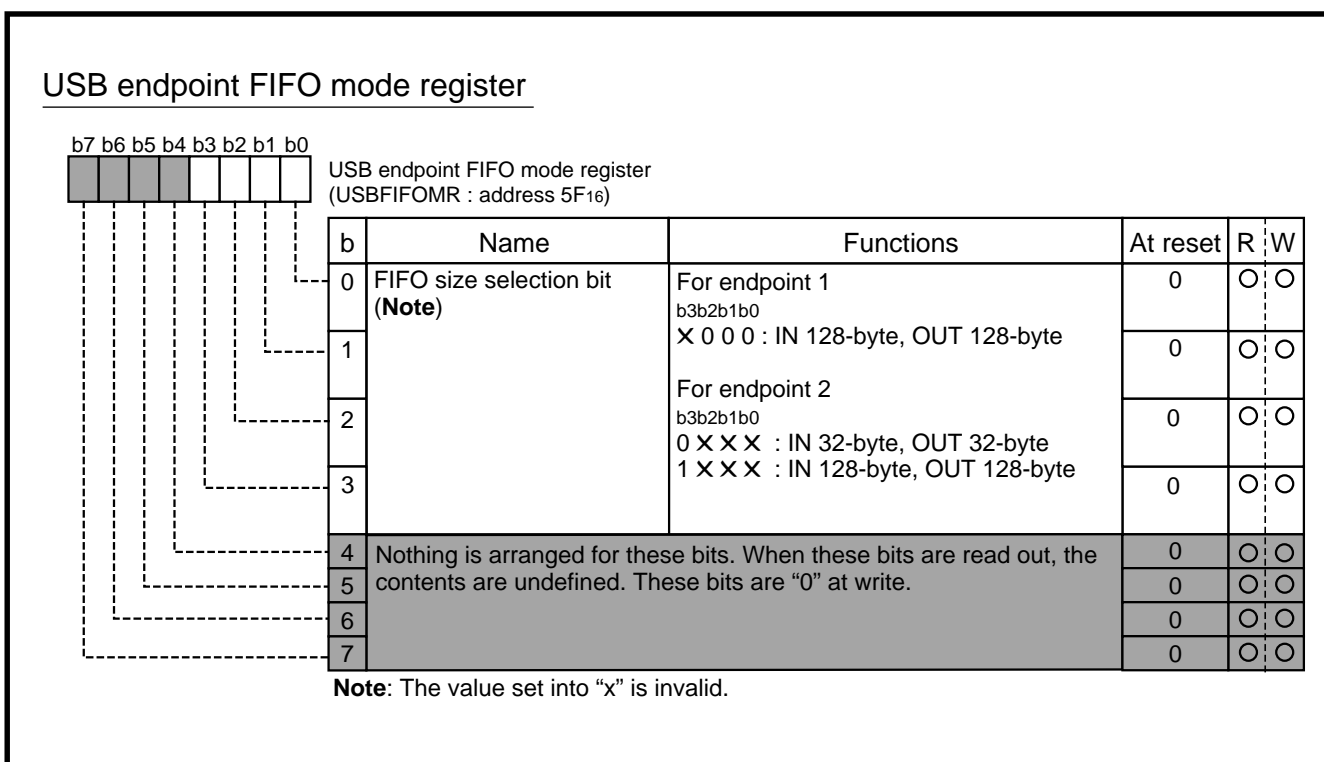 USB endpoint FIFO mode register
b7 b6 b5 b4 b3 b2 b1 b0
USB endpoint FIFO mode register
(USBFIFOMR : address 5F16)
b Name Functions At reset R W
0 FIFO size selection bit For endpoint 1 0 O O
(Note) b3b2b1b0
X 0 0 0 : IN 128-byte, OUT 128-byte
1 0 O O
For endpoint 2
2 b3b2b1b0 0 O O
0 X X X : IN 32-byte, OUT 32-byte
1 X X X : IN 128-byte, OUT 128-byte
3 0 O O
4 Nothing is arranged for these bits. When these bits are read out, the 0 O O
5 contents are undefined. These bits are “0” at write. 0 O O
6 0 O O
7 0 O O
Note: The value set into “x” is invalid.